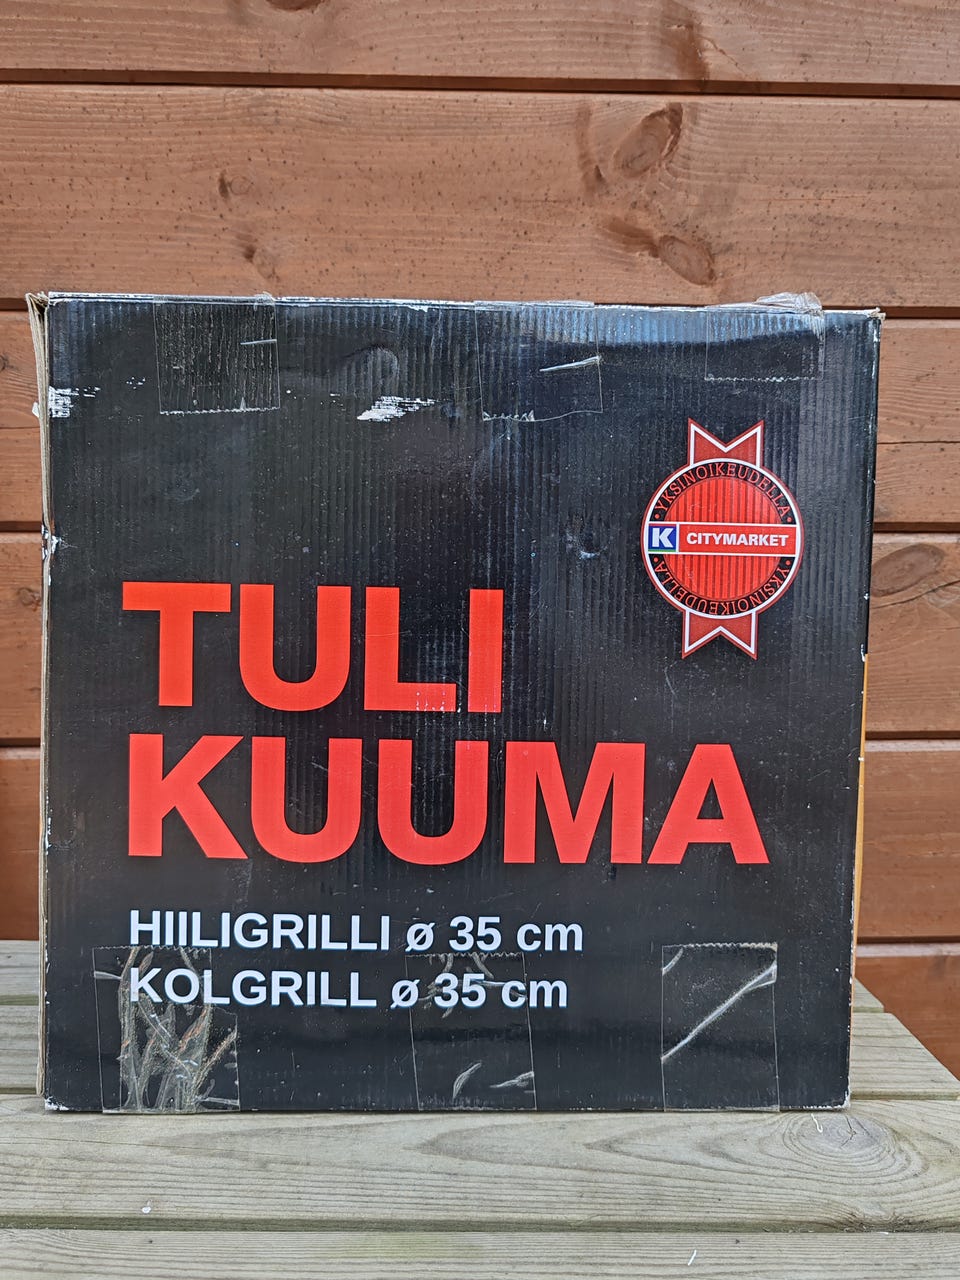 YKSINOIKEUDELLA
K CITYMARKET
YKSINOIKEUDELLA
TULI
KUUMA
HIILIGRILLI ø 35 cm
KOLGRILL ø 35 cm